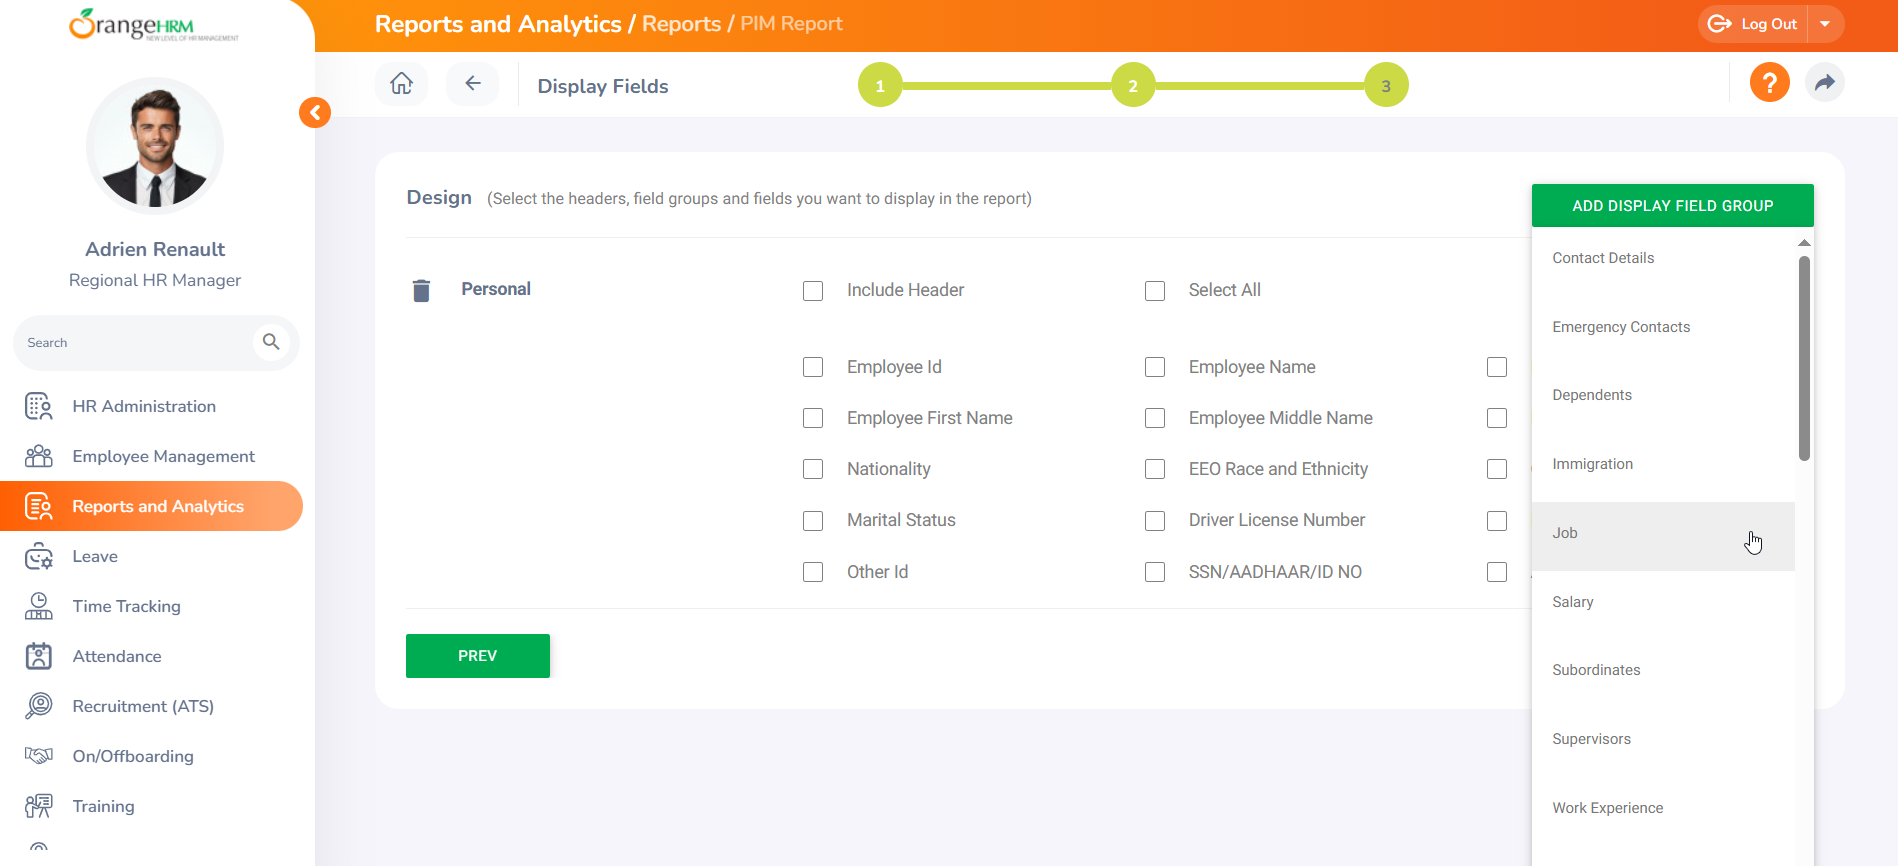 OrangeHRM
NEW LEVEL OF HR MANAGEMENT
Adrien Renault
Regional HR Manager
Search
HR Administration
Employee Management
Reports and Analytics
Leave
Time Tracking
Attendance
Recruitment (ATS)
On/Offboarding
Training
Reports and Analytics / Reports / PIM Report
Log Out
Display Fields
1
2
3
?
Design (Select the headers, field groups and fields you want to display in the report)
ADD DISPLAY FIELD GROUP
Personal
Include Header
Select All
Employee Id
Employee Name
Employee First Name
Employee Middle Name
Nationality
EEO Race and Ethnicity
Marital Status
Driver License Number
Other Id
SSN/AADHAAR/ID NO
PREV
Contact Details
Emergency Contacts
Dependents
Immigration
Job
Salary
Subordinates
Supervisors
Work Experience